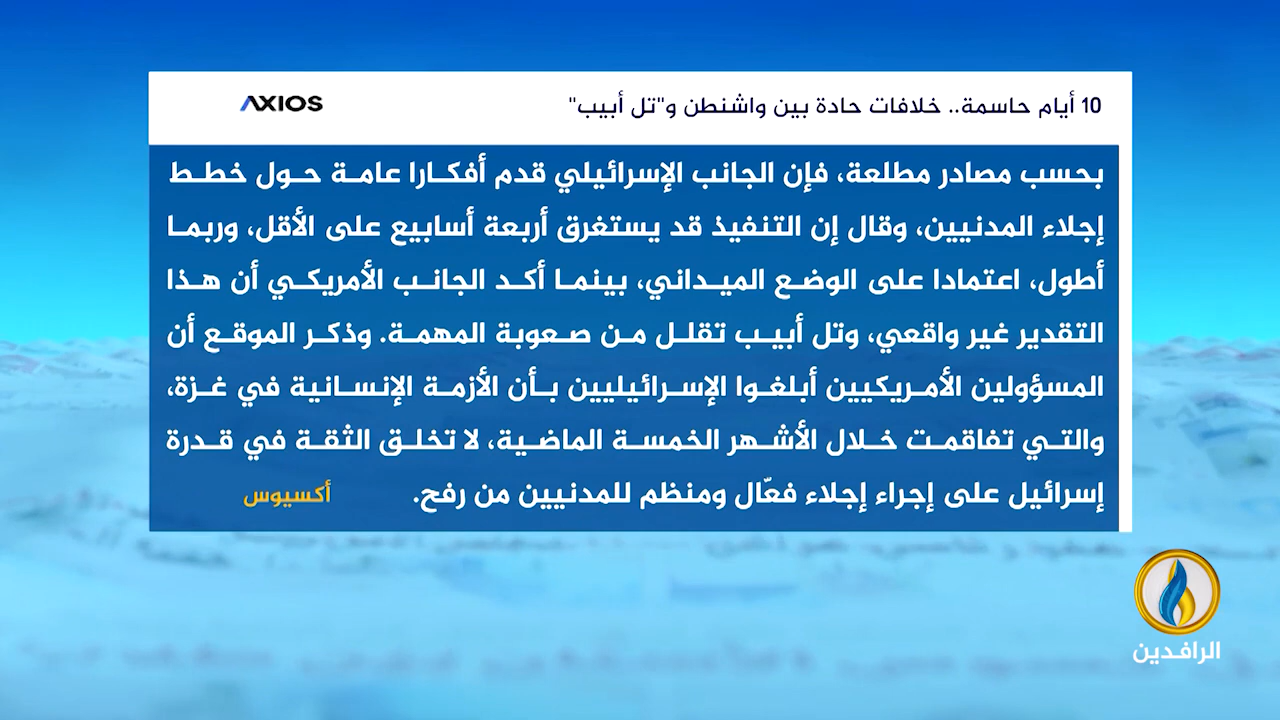 10 أيام حاسمة.. خلافات حادة بين واشنطن و"تل أبيب"
AXIOS
بحسب مصادر مطلعة، فإن الجانب الإسرائيلي قدم أفكارا عامة حول خطط
إجلاء المدنيين، وقال إن التنفيذ قد يستغرق أربعة أسابيع على الأقل، وربما
أطول، اعتمادا على الوضع الميداني، بينما أكد الجانب الأمريكي أن هذا
التقدير غير واقعي، وتل أبيب تقلل من صعوبة المهمة. وذكر الموقع أن
المسؤولين الأمريكيين أبلغوا الإسرائيليين بأن الأزمة الإنسانية في غزة،
والتي تفاقمت خلال الأشهر الخمسة الماضية، لا تخلق الثقة في قدرة
إسرائيل على إجراء إجلاء فعّال ومنظم للمدنيين من رفح.
أكسيوس
الرافدين